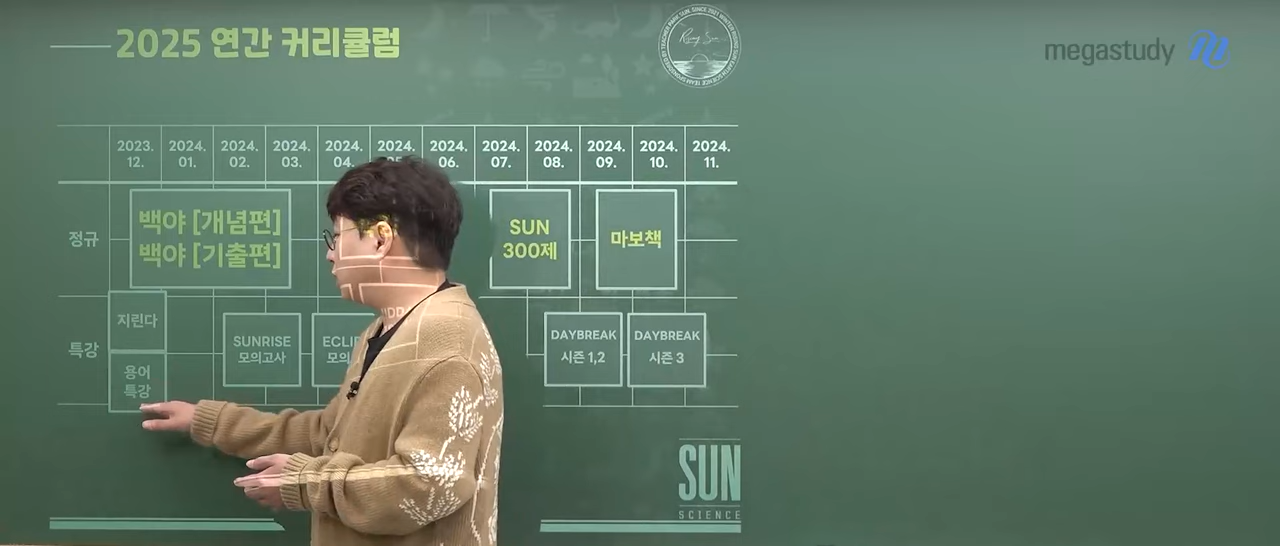 2025 연간 커리큘럼
megastudy
2023. 12.
2024. 01.
2024. 02.
2024. 03.
2024. 04.
2024.
2024. 06.
2024. 07.
2024. 08.
2024. 09.
2024. 10.
2024. 11.
정규
백야 [개념편]
백야 [기출편]
SUN
300제
마보책
특강
지린다
용어
특강
SUNRISE
모의고사
DAYBREAK
시즌 1,2
DAYBREAK
시즌 3
SUN
SCIENCE